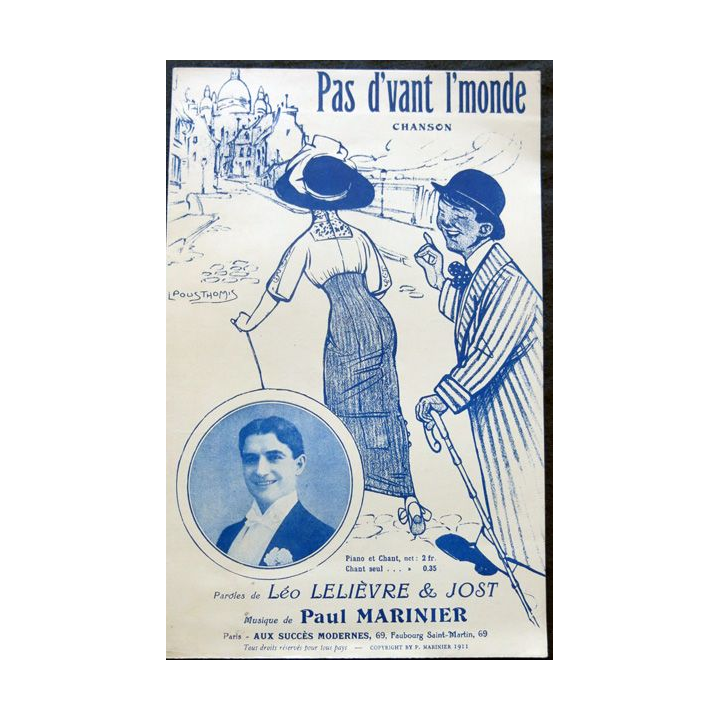 Pas d'vant l'monde
CHANSON
L POUSTHOMIS
Piano et Chant, net: 2 fr.
Chant seul . . . » 0.35
Paroles de Léo LELIÈVRE & JOST
Musique de Paul MARINIER
Paris - AUX SUCCÈS MODERNES, 69, Faubourg Saint-Martin, 69
Tous droits réservés pour tous pays — COPYRIGHT BY P. MARINIER 1911